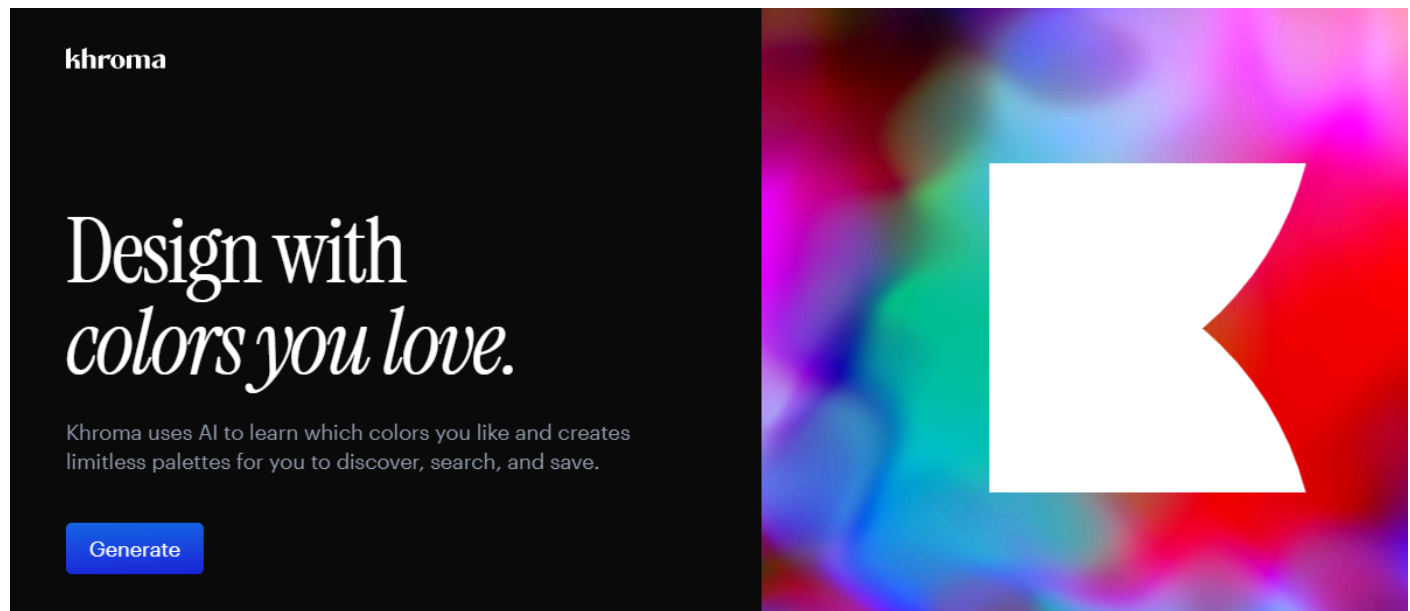 khroma
Design with
colors you love.
Khroma uses AI to learn which colors you like and creates
limitless palettes for you to discover, search, and save.
Generate